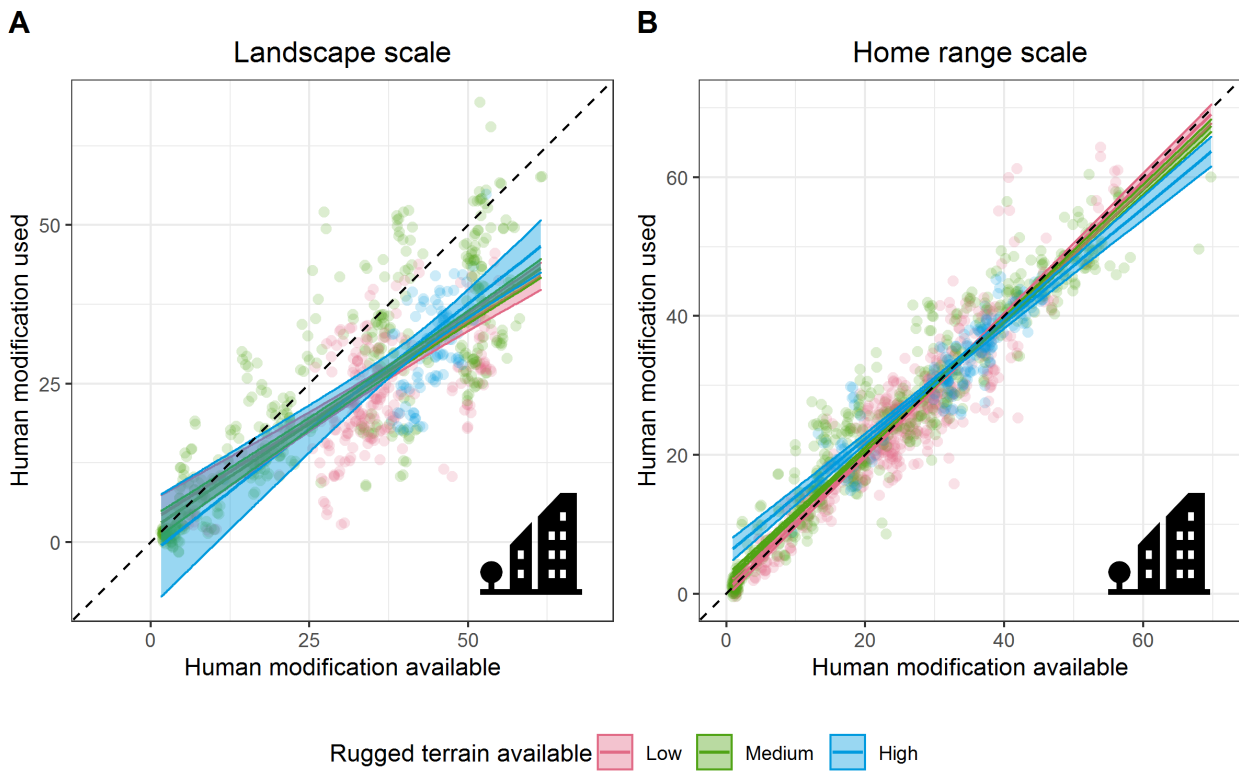 A
B
Landscape scale
Home range scale
Human modification used
50
25
0
0
25
50
Human modification available
Human modification used
60
40
20
0
0
20
40
60
Human modification available
Rugged terrain available
Low
Medium
High